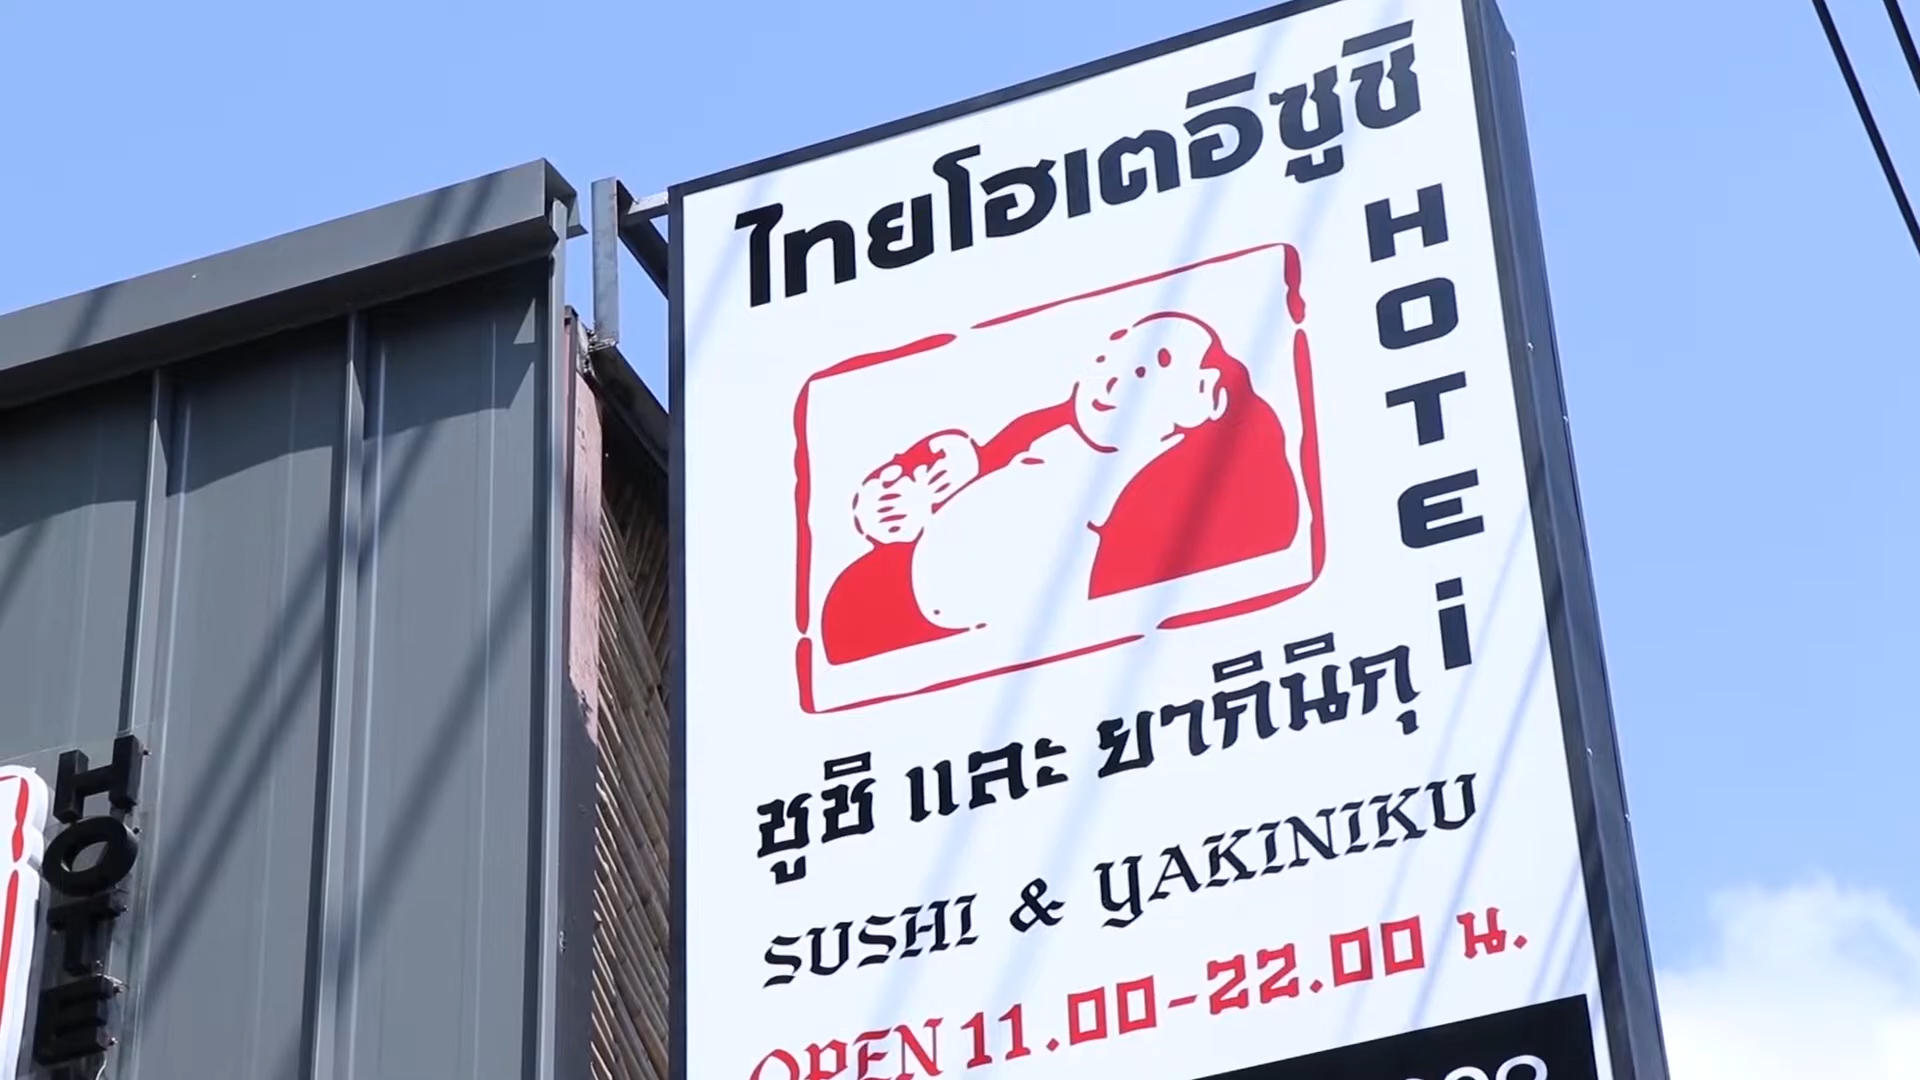 ไทยโฮเตอิซูชิ
HOTEi
ซูชิ และ ยากินิกุ
SUSHI & YAKINIKU
OPEN 11.00-22.00 น.
HOTE